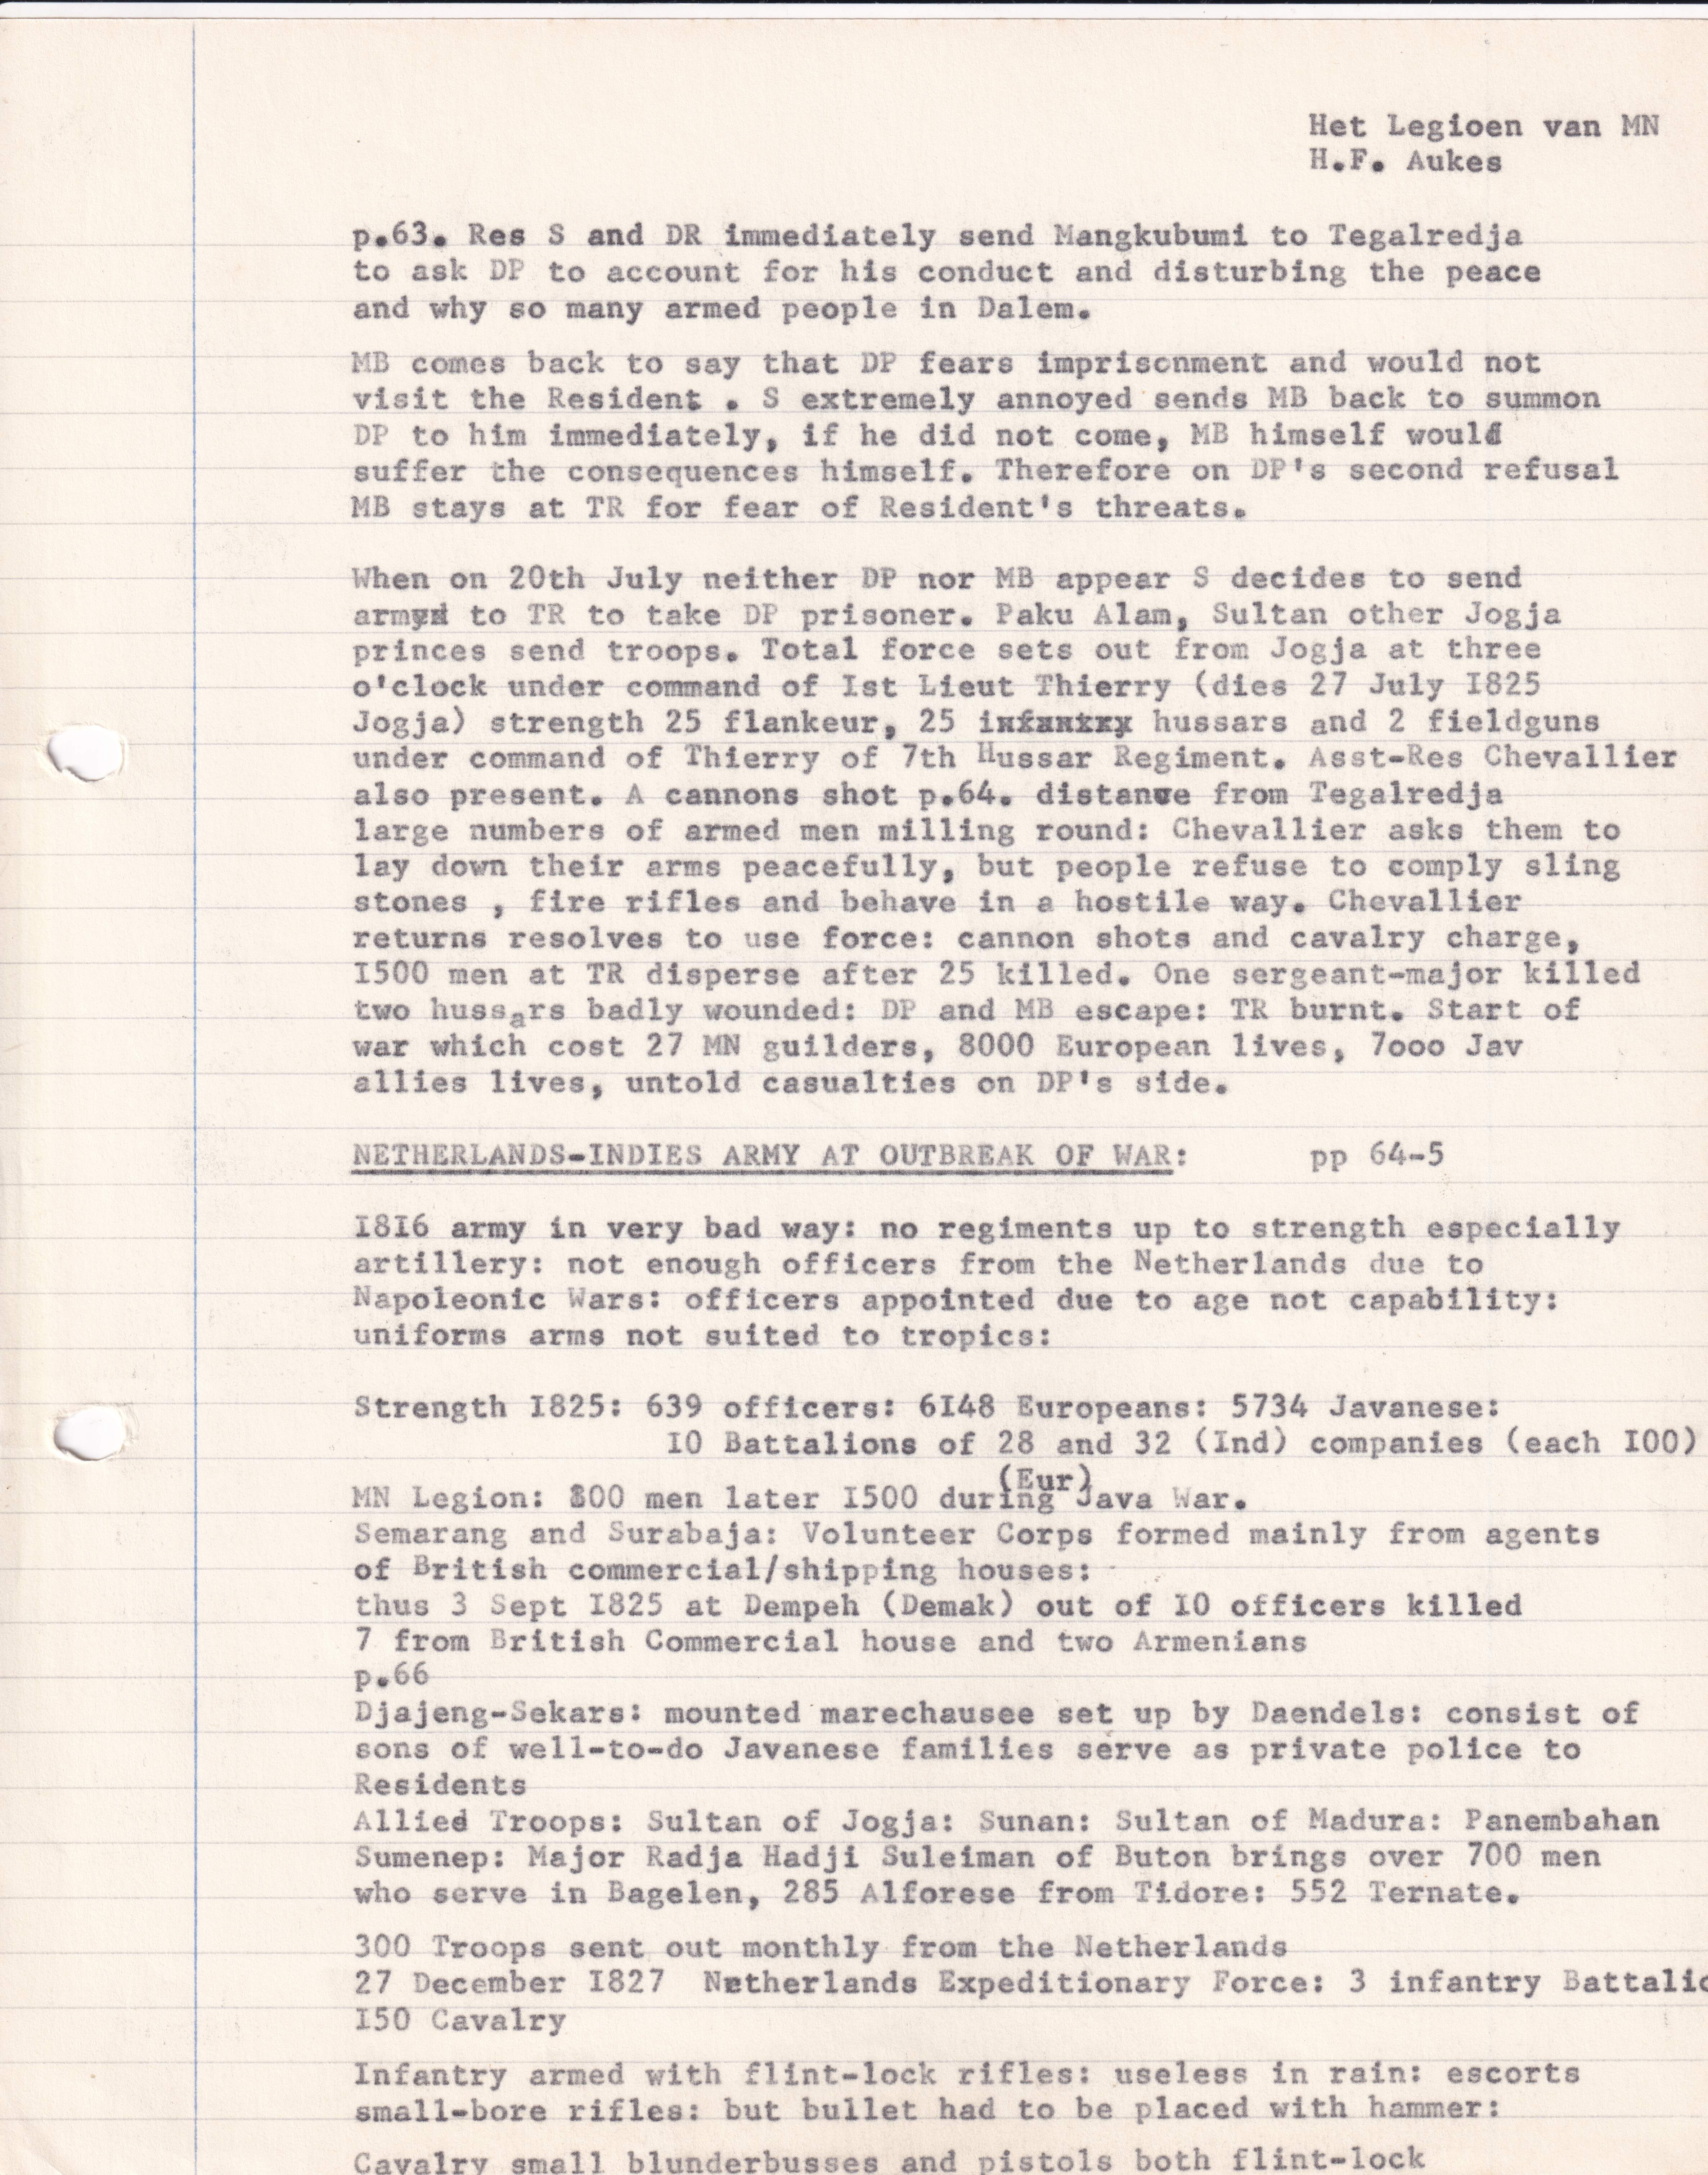 Het Legioen van MN
H.F. Aukes
p.63. Res S and DR immediately send Mangkubumi to Tegalredja
to ask DP to account for his conduct and disturbing the peace
and why so many armed people in Dalem.
MB comes back to say that DP fears imprisonment and would not
visit the Resident . S extremely annoyed sends MB back to summon
DP to him immediately, if he did not come, MB himself would
suffer the consequences himself. Therefore on DP's second refusal
MB stays at TR for fear of Resident's threats.
When on 20th July neither DP nor MB appear S decides to send
army to TR to take DP prisoner. Paku Alam, Sultan other Jogja
princes send troops. Total force sets out from Jogja at three
o'clock under command of Ist Lieut Thierry (dies 27 July I825
Jogja) strength 25 flankeur, 25 hussars and 2 fieldguns
under command of Thierry of 7th Hussar Regiment. Asst-Res Chevallier
also present. A cannons shot p.64. distance from Tegalredja
large numbers of armed men milling round: Chevallier asks them to
lay down their arms peacefully, but people refuse to comply sling
stones , fire rifles and behave in a hostile way. Chevallier
returns resolves to use force: cannon shots and cavalry charge,
I500 men at TR disperse after 25 killed. One sergeant-major killed
two hussars badly wounded: DP and MB escape: TR burnt. Start of
war which cost 27 MN guilders, 8000 European lives, 7ooo Jav
allies lives, untold casualties on DP's side.
NETHERLANDS-INDIES ARMY AT OUTBREAK OF WAR: pp 64-5
I8I6 army in very bad way: no regiments up to strength especially
artillery: not enough officers from the Netherlands due to
Napoleonic Wars: officers appointed due to age not capability:
uniforms arms not suited to tropics:
Strength I825: 639 officers: 6I48 Europeans: 5734 Javanese:
IO Battalions of 28 and 32 (Ind) companies (each I00)
(Eur)
MN Legion: 800 men later I500 during Java War.
Semarang and Surabaja: Volunteer Corps formed mainly from agents
of British commercial/shipping houses:
thus 3 Sept I825 at Dempeh (Demak) out of IO officers killed
7 from British Commercial house and two Armenians
p.66
Djajeng-Sekars: mounted marechausee set up by Daendels: consist of
sons of well-to-do Javanese families serve as private police to
Residents
Allied Troops: Sultan of Jogja: Sunan: Sultan of Madura: Panembahan
Sumenep: Major Radja Hadji Suleiman of Buton brings over 700 men
who serve in Bagelen, 285 Alforese from Tidore: 552 Ternate.
300 Troops sent out monthly from the Netherlands
27 December I827 Netherlands Expeditionary Force: 3 infantry Battalio
I50 Cavalry
Infantry armed with flint-lock rifles: useless in rain: escorts
small-bore rifles: but bullet had to be placed with hammer:
Cavalry small blunderbusses and pistols both flint-lock